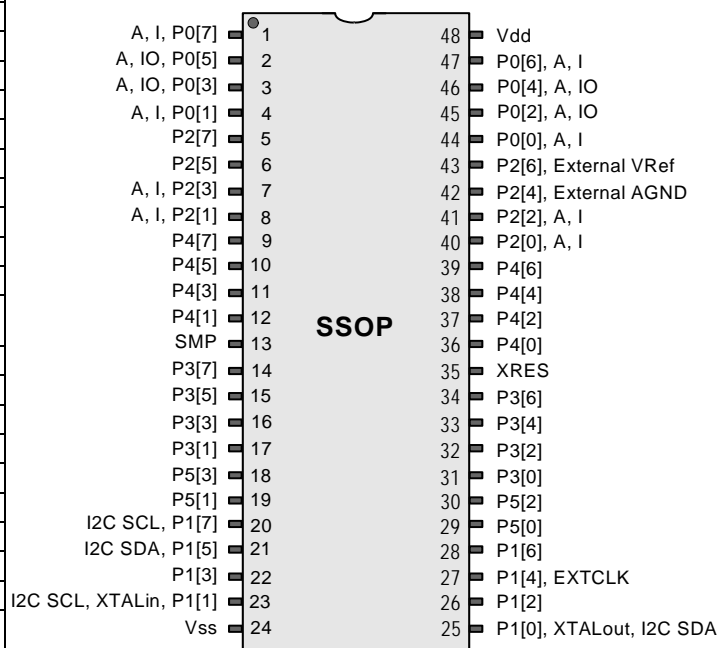 A, I, P0[7] 1 48 Vdd
A, IO, P0[5] 2 47 P0[6], A, I
A, IO, P0[3] 3 46 P0[4], A, IO
A, I, P0[1] 4 45 P0[2], A, IO
P2[7] 5 44 P0[0], A, I
P2[5] 6 43 P2[6], External VRef
A, I, P2[3] 7 42 P2[4], External AGND
A, I, P2[1] 8 41 P2[2], A, I
P4[7] 9 40 P2[0], A, I
P4[5] 10 39 P4[6]
P4[3] 11 38 P4[4]
P4[1] 12 37 P4[2]
SSOP
SMP 13 36 P4[0]
P3[7] 14 35 XRES
P3[5] 15 34 P3[6]
P3[3] 16 33 P3[4]
P3[1] 17 32 P3[2]
P5[3] 18 31 P3[0]
P5[1] 19 30 P5[2]
I2C SCL, P1[7] 20 29 P5[0]
I2C SDA, P1[5] 21 28 P1[6]
P1[3] 22 27 P1[4], EXTCLK
I2C SCL, XTALin, P1[1] 23 26 P1[2]
Vss 24 25 P1[0], XTALout, I2C SDA